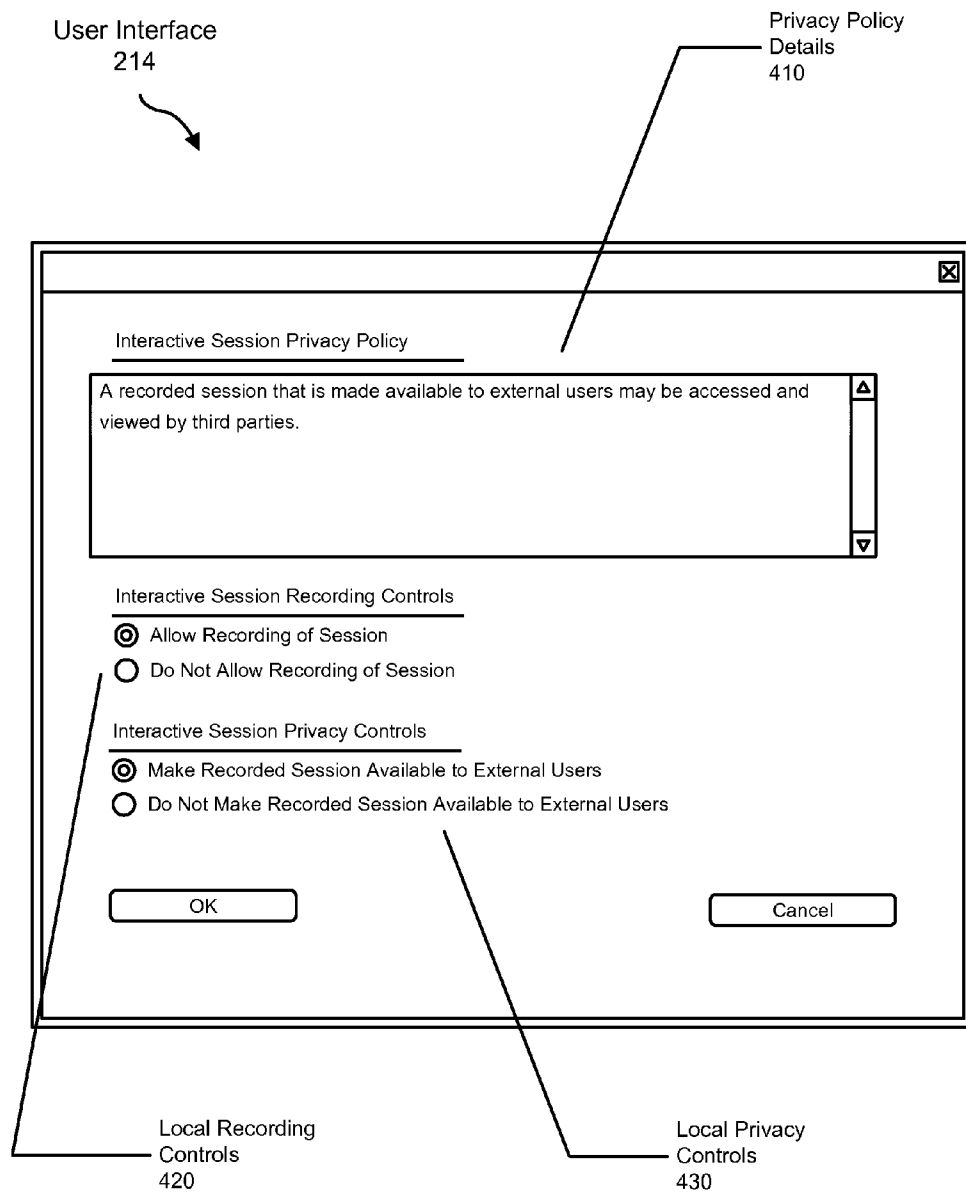 User Interface
214
Privacy Policy
Details
410
Interactive Session Privacy Policy
A recorded session that is made available to external users may be accessed and
viewed by third parties.
Interactive Session Recording Controls
Allow Recording of Session
Do Not Allow Recording of Session
Interactive Session Privacy Controls
Make Recorded Session Available to External Users
Do Not Make Recorded Session Available to External Users
OK
Cancel
Local Recording
Controls
420
Local Privacy
Controls
430